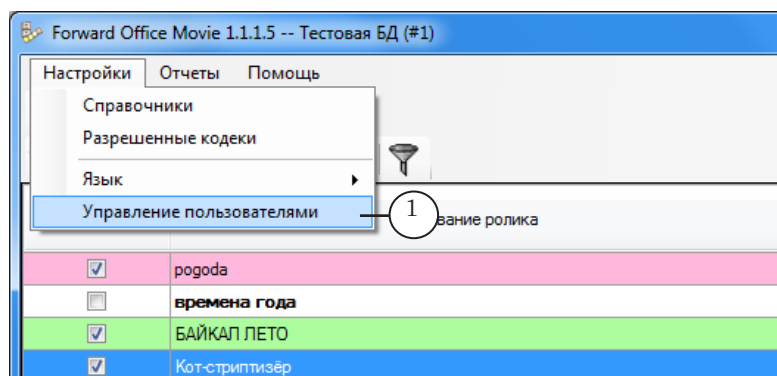 Forward Office Movie 1.1.1.5 -- Тестовая БД (#1)
Настройки Отчеты Помощь
Справочники
Разрешенные кодеки
Язык
Управление пользователями 1
ролика
pogoda
времена года
БАЙКАЛ ЛЕТО
Кот-стриптизёр